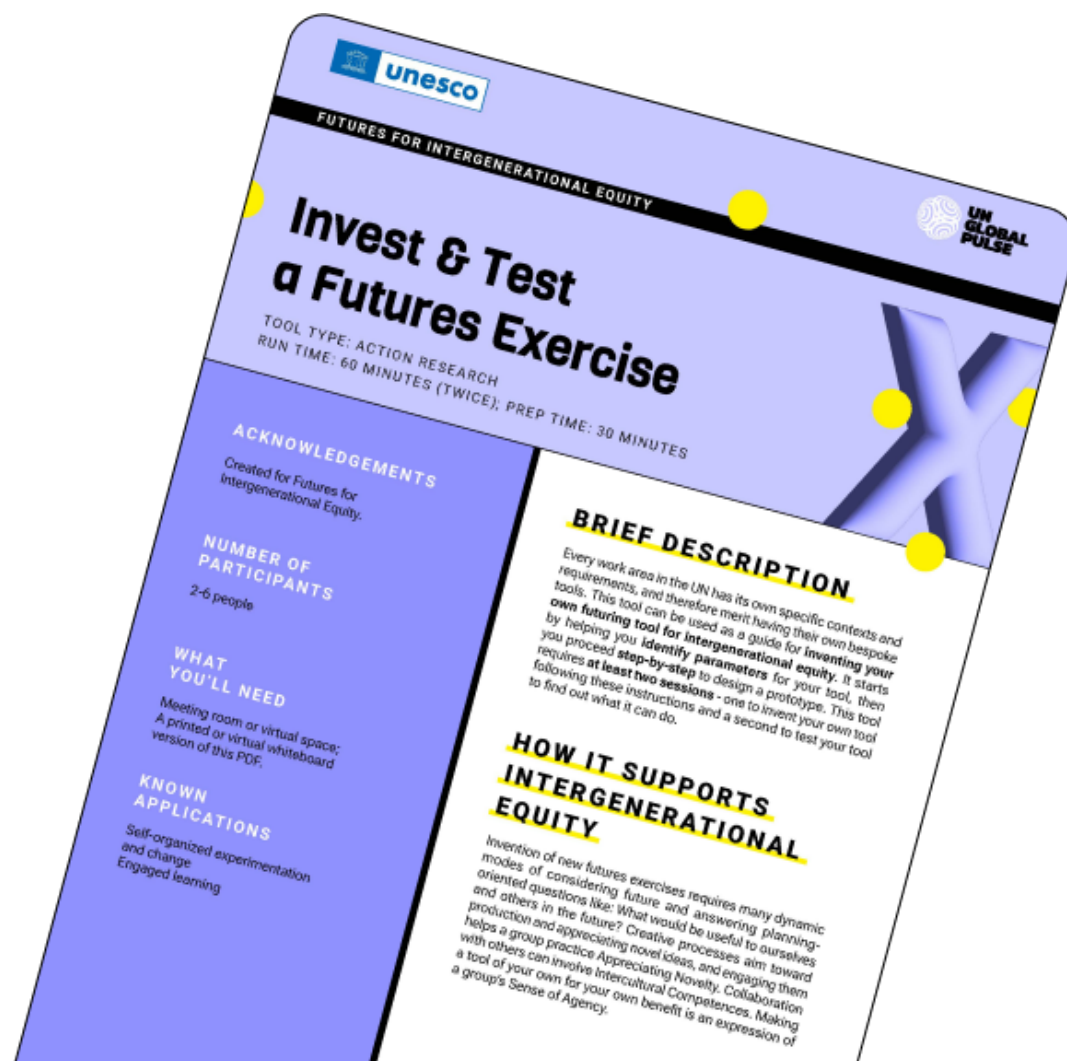 unesco
FUTURES FOR INTERGENERATIONAL EQUITY
UN
GLOBAL
PULSE
Invest & Test
a Futures Exercise
TOOL TYPE: ACTION RESEARCH
RUN TIME: 60 MINUTES (TWICE); PREP TIME: 30 MINUTES
ACKNOWLEDGEMENTS
Created for Futures for
Intergenerational Equity.
NUMBER OF
PARTICIPANTS
2-6 people
WHAT
YOU'LL NEED
Meeting room or virtual space;
A printed or virtual whiteboard
version of this PDF.
KNOWN
APPLICATIONS
Self-organized experimentation
and change
Engaged learning
BRIEF DESCRIPTION
Every work area in the UN has its own specific contexts and
requirements, and therefore merit having their own bespoke
tools. This tool can be used as a guide for inventing your
own futuring tool for intergenerational equity. It starts
by helping you identify parameters for your tool, then
you proceed step-by-step to design a prototype. This tool
requires at least two sessions - one to invent your own tool
following these instructions and a second to test your tool
to find out what it can do.
HOW IT SUPPORTS
INTERGENERATIONAL
EQUITY
Invention of new futures exercises requires many dynamic
modes of considering future and answering planning-
oriented questions like: What would be useful to ourselves
and others in the future? Creative processes aim toward
production and appreciating novel ideas, and engaging them
helps a group practice Appreciating Novelty. Collaboration
with others can involve Intercultural Competences. Making
a tool of your own for your own benefit is an expression of
a group's Sense of Agency.